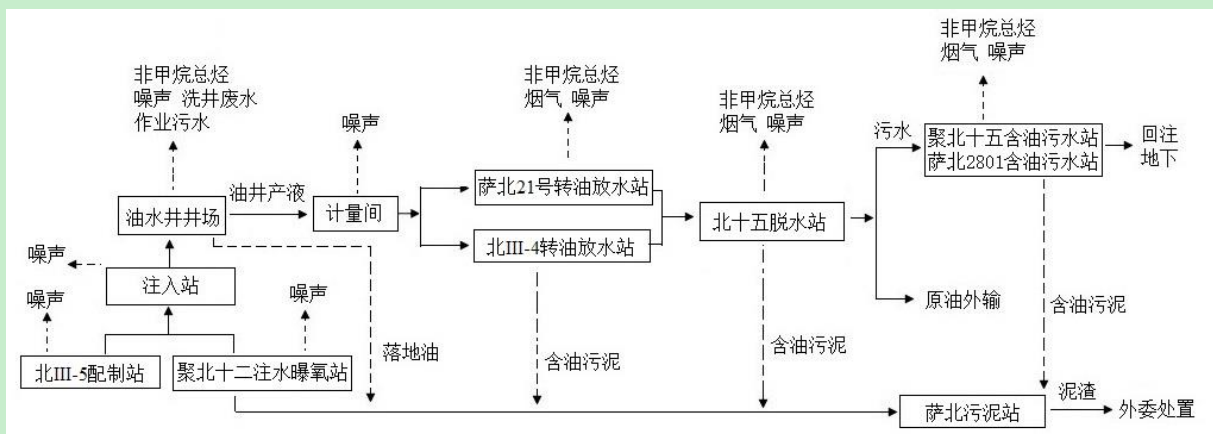 非甲烷总烃
噪声 洗井废水
作业污水
噪声
非甲烷总烃
烟气 噪声
非甲烷总烃
烟气 噪声
非甲烷总烃
烟气 噪声
油水井井场
油井产液
计量间
萨北21号转油放水站
北III-4转油放水站
北十五脱水站
污水
聚北十五含油污水站
萨北2801含油污水站
回注
地下
原油外输
噪声
注入站
噪声
噪声
北III-5配制站
聚北十二注水曝氧站
落地油
含油污泥
含油污泥
含油污泥
萨北污泥站
泥渣
外委处置